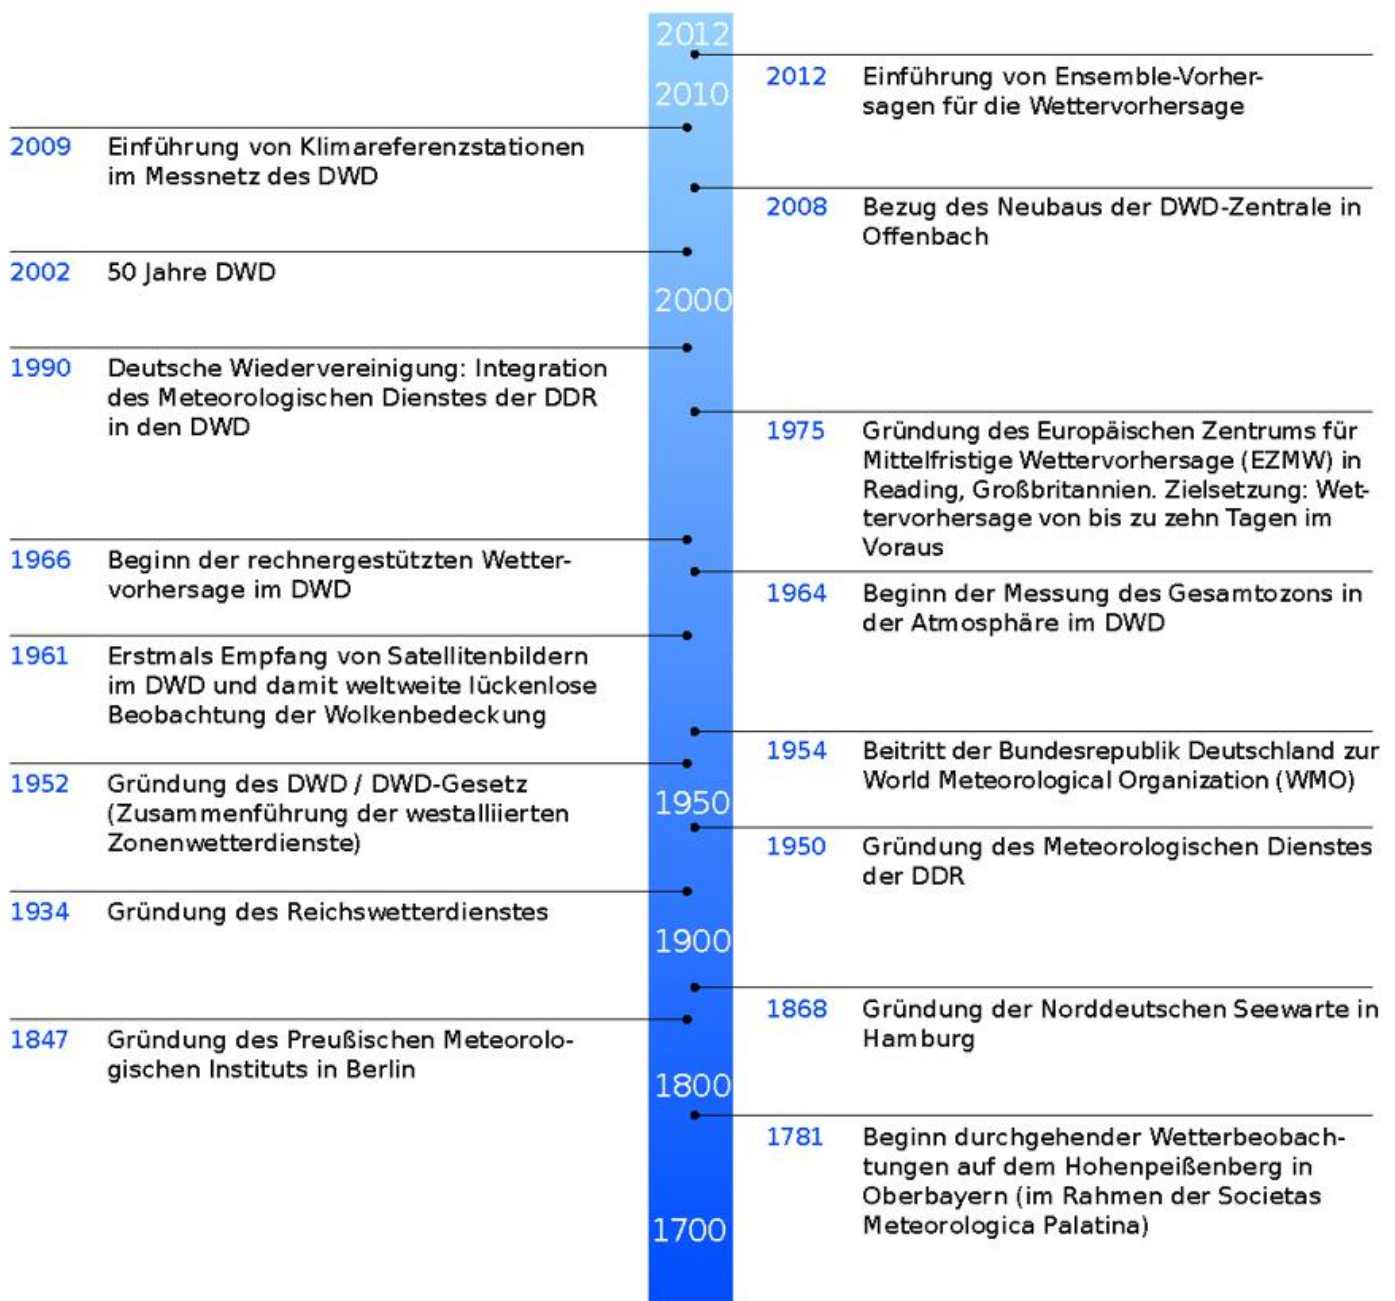 2012
2012
Einführung von Ensemble-Vorher-
sagen für die Wettervorhersage
2010
2009
Einführung von Klimareferenzstationen
im Messnetz des DWD
2008
Bezug des Neubaus der DWD-Zentrale in
Offenbach
2002
50 Jahre DWD
2000
1990
Deutsche Wiedervereinigung: Integration
des Meteorologischen Dienstes der DDR
in den DWD
1975
Gründung des Europäischen Zentrums für
Mittelfristige Wettervorhersage (EZMW) in
Reading, Großbritannien. Zielsetzung: Wet-
tervorhersage von bis zu zehn Tagen im
Voraus
1966
Beginn der rechnergestützten Wetter-
vorhersage im DWD
1964
Beginn der Messung des Gesamtozons in
der Atmosphäre im DWD
1961
Erstmals Empfang von Satellitenbildern
im DWD und damit weltweite lückenlose
Beobachtung der Wolkenbedeckung
1954
Beitritt der Bundesrepublik Deutschland zur
World Meteorological Organization (WMO)
1952
Gründung des DWD / DWD-Gesetz
(Zusammenführung der westalliierten
Zonenwetterdienste)
1950
1950
Gründung des Meteorologischen Dienstes
der DDR
1934
Gründung des Reichswetterdienstes
1900
1868
Gründung der Norddeutschen Seewarte in
Hamburg
1847
Gründung des Preußischen Meteorolo-
gischen Instituts in Berlin
1800
1781
Beginn durchgehender Wetterbeobach-
tungen auf dem Hohenpeißenberg in
Oberbayern (im Rahmen der Societas
Meteorologica Palatina)
1700